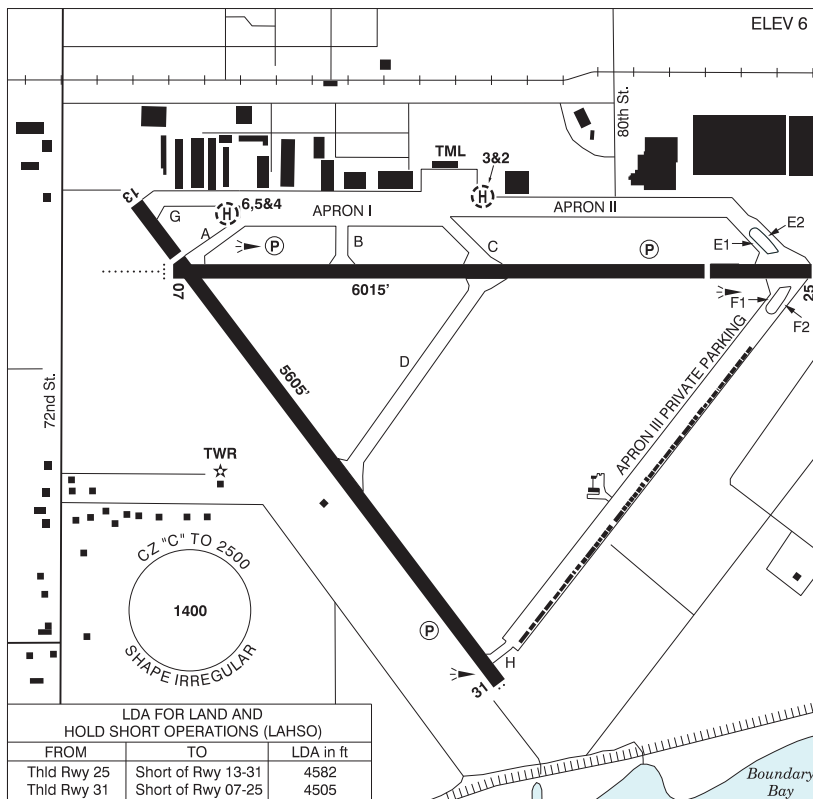 ELEV 6
80th St.
TML
3&2
H
13
6,5&4
H
APRON I
APRON II
G
A
E2
P
B
C
P
E1
07
6015'
25
F1
F2
72nd St.
5605'
D
APRON III PRIVATE PARKING
TWR
CZ "C" TO 2500
1400
SHAPE IRREGULAR
P
H
31
LDA FOR LAND AND
HOLD SHORT OPERATIONS (LAHSO)
FROM TO LDA in ft
Thld Rwy 25 Short of Rwy 13-31 4582
Thld Rwy 31 Short of Rwy 07-25 4505
Boundary
Bay